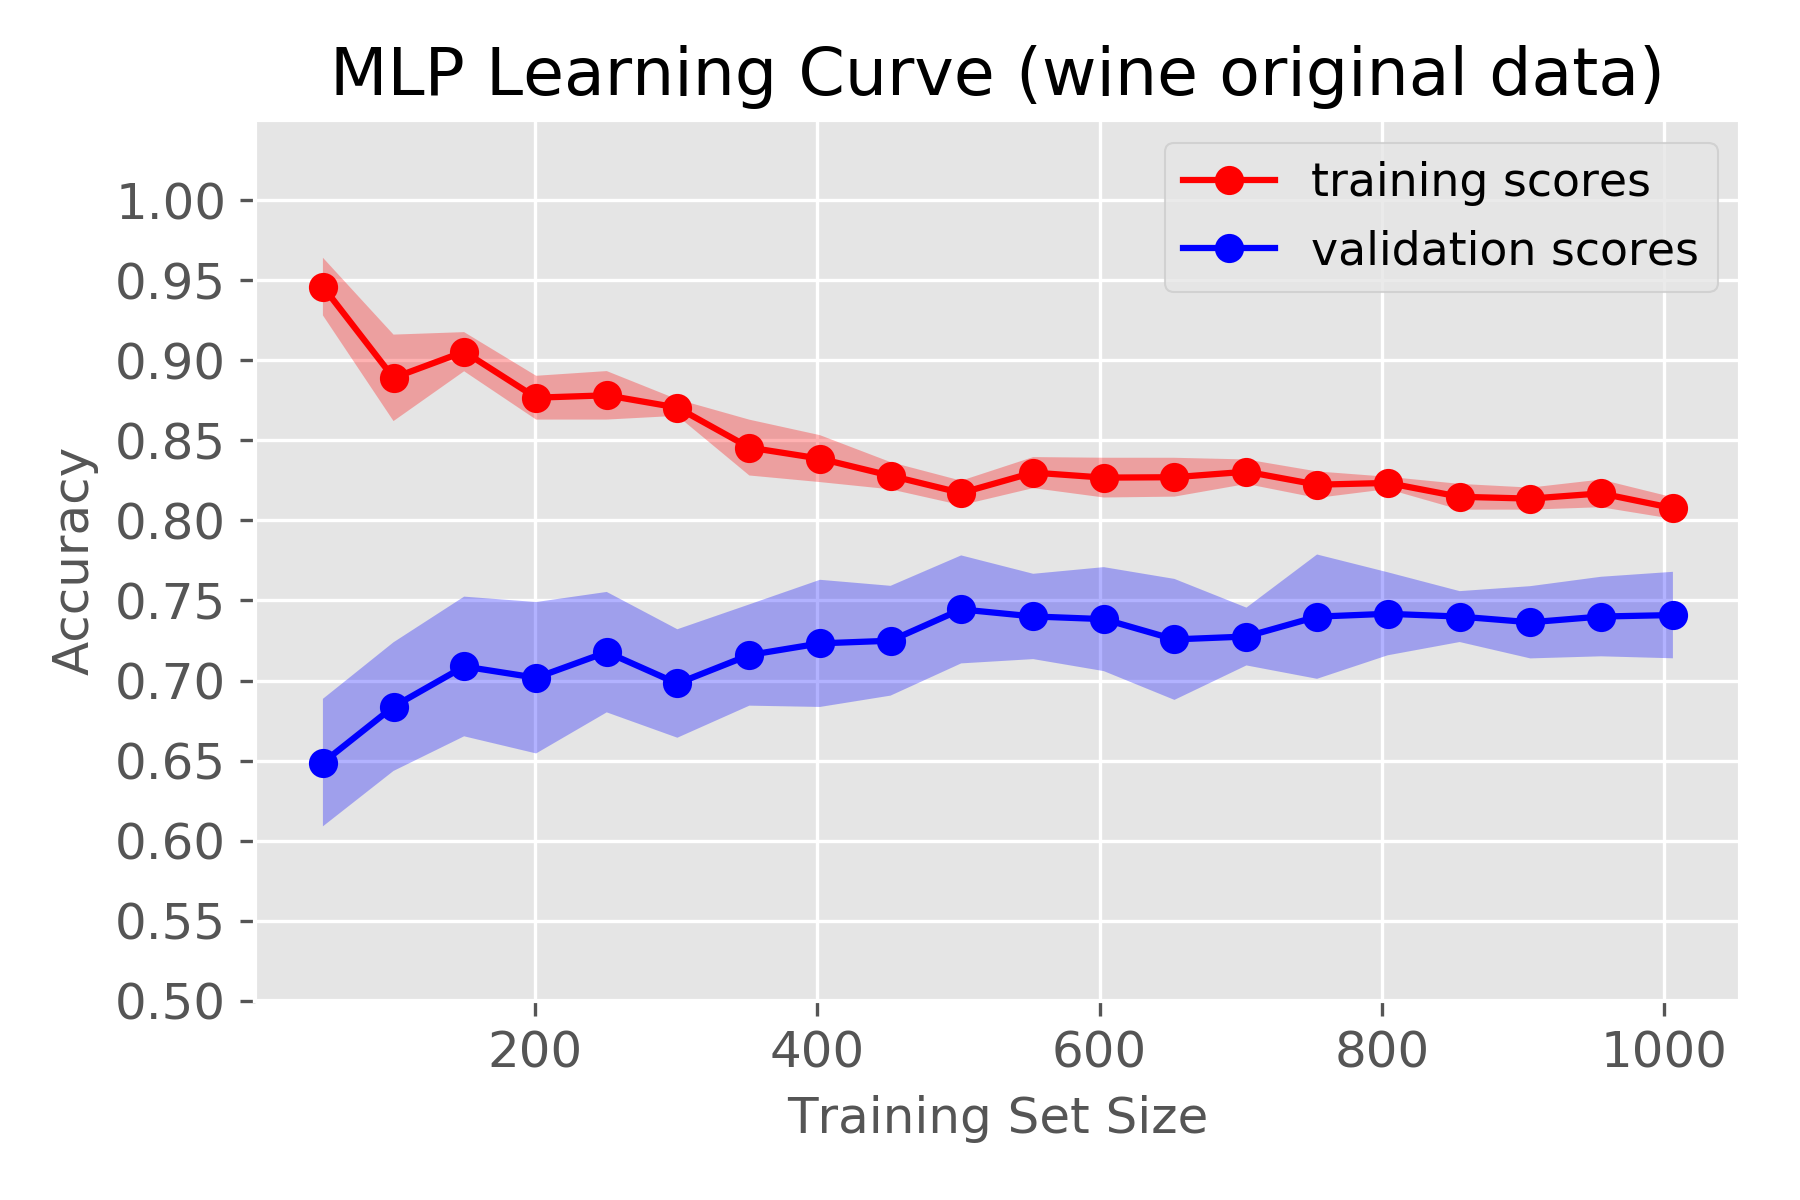 MLP Learning Curve (wine original data)
training scores
validation scores
1.00
0.95
0.90
0.85
0.80
0.75
0.70
0.65
0.60
0.55
0.50
Accuracy
200 400 600 800 1000
Training Set Size